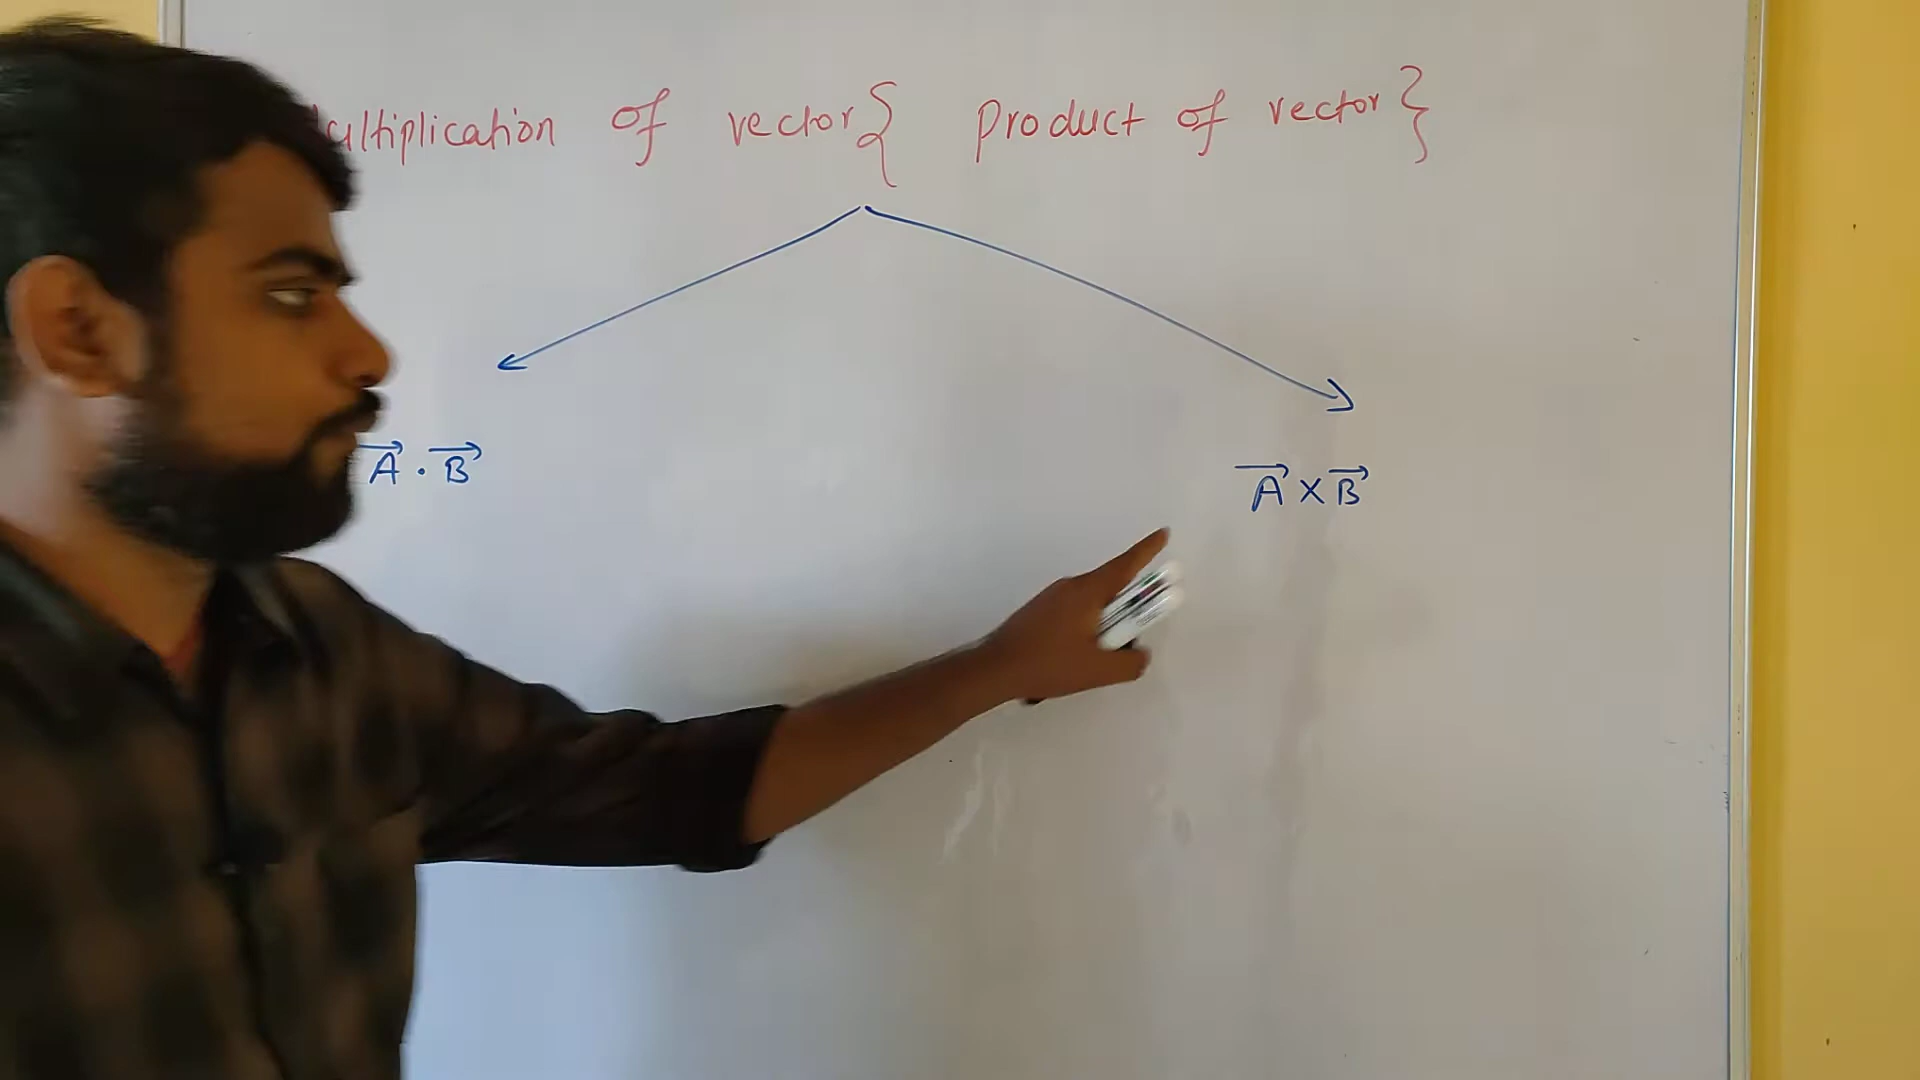 ultiplication of vector{ Product of vector}
A⃗ . B⃗
A⃗ × B⃗